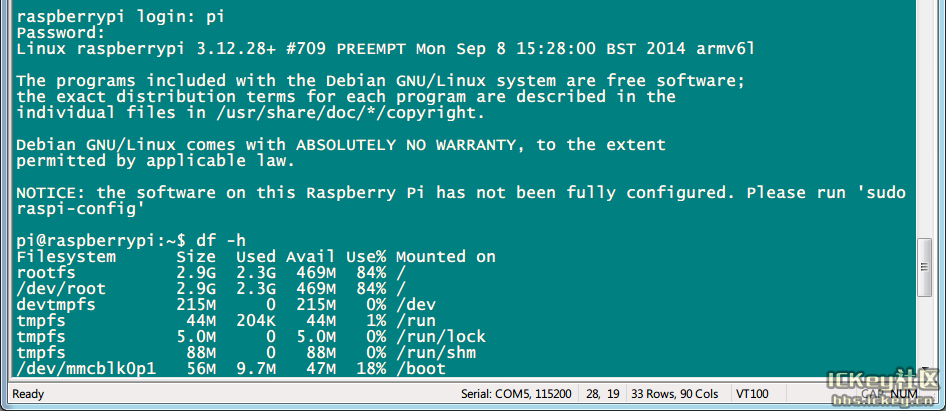 raspberrypi login: pi
Password:
Linux raspberrypi 3.12.28+ #709 PREEMPT Mon Sep 8 15:28:00 BST 2014 armv6l
The programs included with the Debian GNU/Linux system are free software;
the exact distribution terms for each program are described in the
individual files in /usr/share/doc/*/copyright.
Debian GNU/Linux comes with ABSOLUTELY NO WARRANTY, to the extent
permitted by applicable law.
NOTICE: the software on this Raspberry Pi has not been fully configured. Please run 'sudo
raspi-config'
pi@raspberrypi:~$ df -h
Filesystem Size Used Avail Use% Mounted on
rootfs 2.9G 2.3G 469M 84% /
/dev/root 2.9G 2.3G 469M 84% /
devtmpfs 215M 0 215M 0% /dev
tmpfs 44M 204K 44M 1% /run
tmpfs 5.0M 0 5.0M 0% /run/lock
tmpfs 88M 0 88M 0% /run/shm
/dev/mmcblk0p1 56M 9.7M 47M 18% /boot
Ready Serial: COM5, 115200 28, 19 33 Rows, 90 Cols VT100 CAP NUM
ICKey社区
bbs.ickey.cn